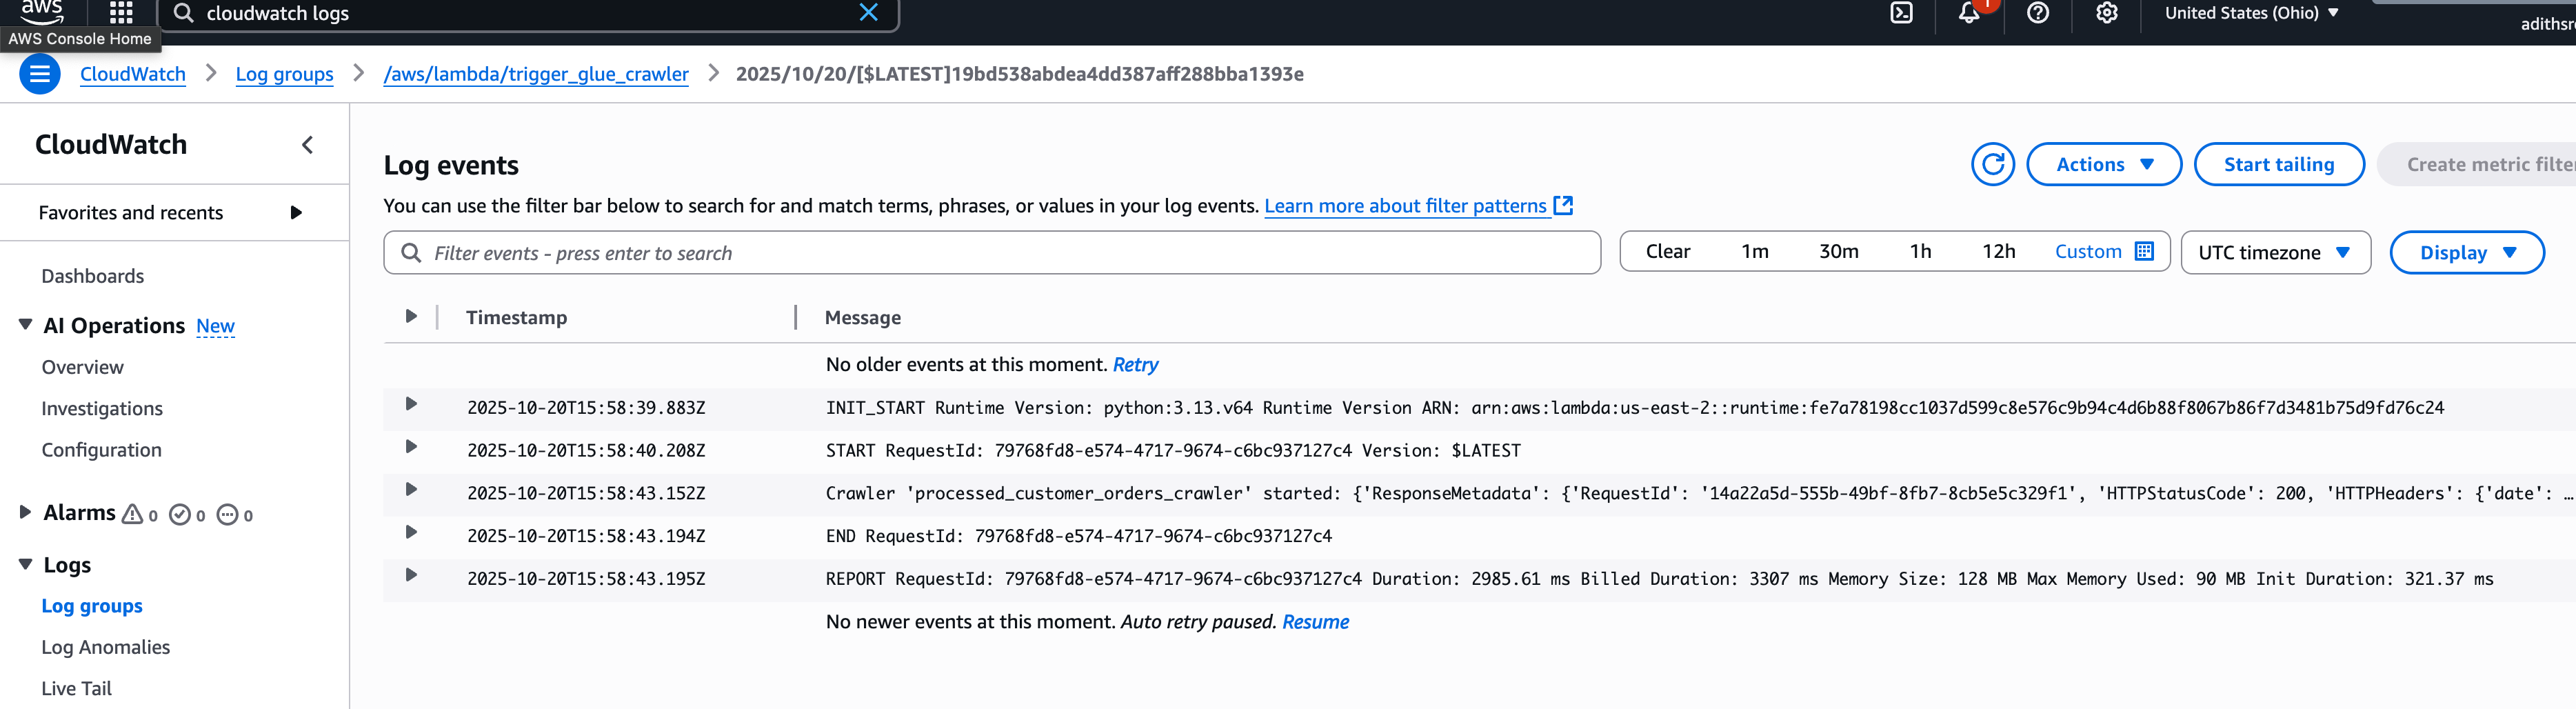 aws
cloudwatch logs
1
United States (Ohio)
AWS Console Home
CloudWatch
Log groups
/aws/lambda/trigger_glue_crawler
2025/10/20/[$LATEST]19bd538abdea4dd387aff288bba1393e
CloudWatch
Favorites and recents
Dashboards
AI Operations New
Overview
Investigations
Configuration
Alarms 0 0 0
Logs
Log groups
Log Anomalies
Live Tail
Log events
Actions
Start tailing
Create metric
You can use the filter bar below to search for and match terms, phrases, or values in your log events. Learn more about filter patterns
Filter events - press enter to search
Clear 1m 30m 1h 12h Custom
UTC timezone
Display
Timestamp Message
No older events at this moment. Retry
2025-10-20T15:58:39.883Z INIT_START Runtime Version: python:3.13.v64 Runtime Version ARN: arn:aws:lambda:us-east-2::runtime:fe7a78198cc1037d599c8e576c9b94c4d6b88f8067b86f7d3481b75d9fd76c24
2025-10-20T15:58:40.208Z START RequestId: 79768fd8-e574-4717-9674-c6bc937127c4 Version: $LATEST
2025-10-20T15:58:43.152Z Crawler 'processed_customer_orders_crawler' started: {'ResponseMetadata': {'RequestId': '14a22a5d-555b-49bf-8fb7-8cb5e5c329f1', 'HTTPStatusCode': 200, 'HTTPHeaders': {'date': …
2025-10-20T15:58:43.194Z END RequestId: 79768fd8-e574-4717-9674-c6bc937127c4
2025-10-20T15:58:43.195Z REPORT RequestId: 79768fd8-e574-4717-9674-c6bc937127c4 Duration: 2985.61 ms Billed Duration: 3307 ms Memory Size: 128 MB Max Memory Used: 90 MB Init Duration: 321.37 ms
No newer events at this moment. Auto retry paused. Resume